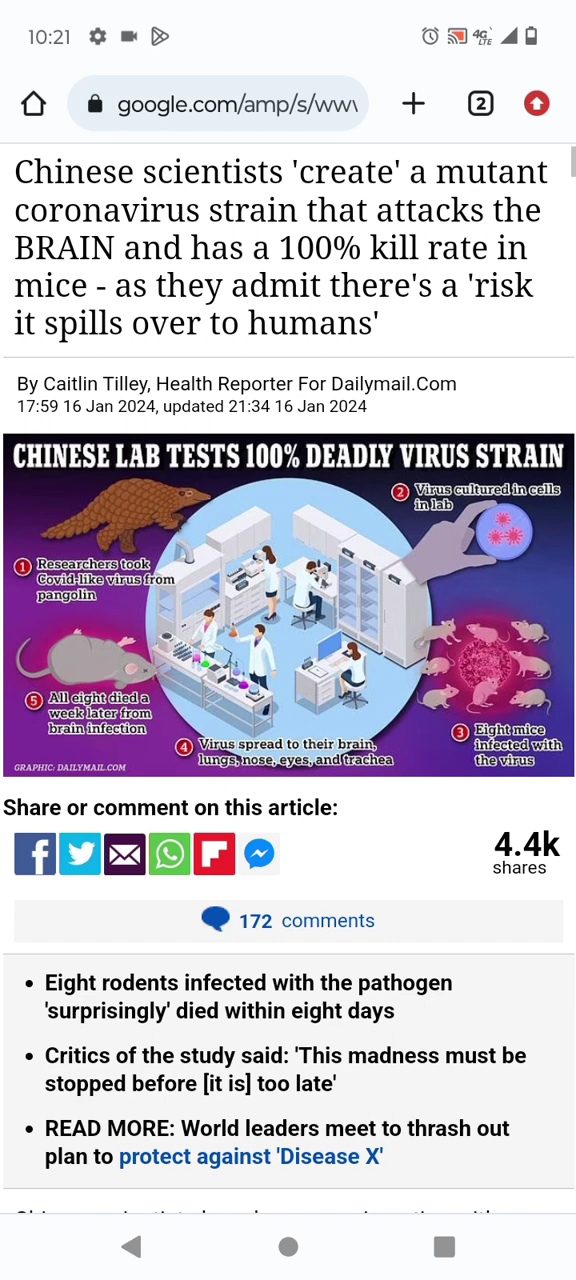 10:21
4G LTE
google.com/amp/s/ww
2
Chinese scientists 'create' a mutant
coronavirus strain that attacks the
BRAIN and has a 100% kill rate in
mice - as they admit there's a 'risk
it spills over to humans'
By Caitlin Tilley, Health Reporter For Dailymail.Com
17:59 16 Jan 2024, updated 21:34 16 Jan 2024
CHINESE LAB TESTS 100% DEADLY VIRUS STRAIN
1 Researchers took
Covid-like virus from
pangolin
2 Virus cultured in cells
in lab
3 Eight mice
infected with
the virus
4 Virus spread to their brain,
lungs, nose, eyes, and trachea
5 All eight died a
week later from
brain infection
GRAPHIC: DAILYMAIL.COM
Share or comment on this article:
4.4k
shares
172 comments
• Eight rodents infected with the pathogen
'surprisingly' died within eight days
• Critics of the study said: 'This madness must be
stopped before [it is] too late'
• READ MORE: World leaders meet to thrash out
plan to protect against 'Disease X'